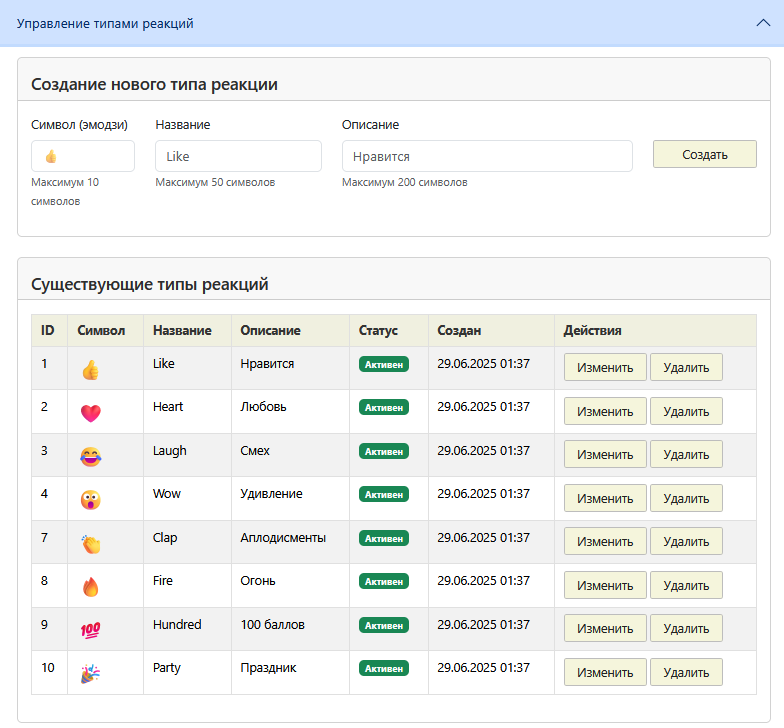 Управление типами реакций
Создание нового типа реакции
Символ (эмодзи) Название Описание
👍 Like Нравится Создать
Максимум 10 символов Максимум 50 символов Максимум 200 символов
Существующие типы реакций
ID Символ Название Описание Статус Создан Действия
1 👍 Like Нравится Активен 29.06.2025 01:37 Изменить Удалить
2 ❤️ Heart Любовь Активен 29.06.2025 01:37 Изменить Удалить
3 😂 Laugh Смех Активен 29.06.2025 01:37 Изменить Удалить
4 😲 Wow Удивление Активен 29.06.2025 01:37 Изменить Удалить
7 👏 Clap Аплодисменты Активен 29.06.2025 01:37 Изменить Удалить
8 🔥 Fire Огонь Активен 29.06.2025 01:37 Изменить Удалить
9 💯 Hundred 100 баллов Активен 29.06.2025 01:37 Изменить Удалить
10 🎉 Party Праздник Активен 29.06.2025 01:37 Изменить Удалить